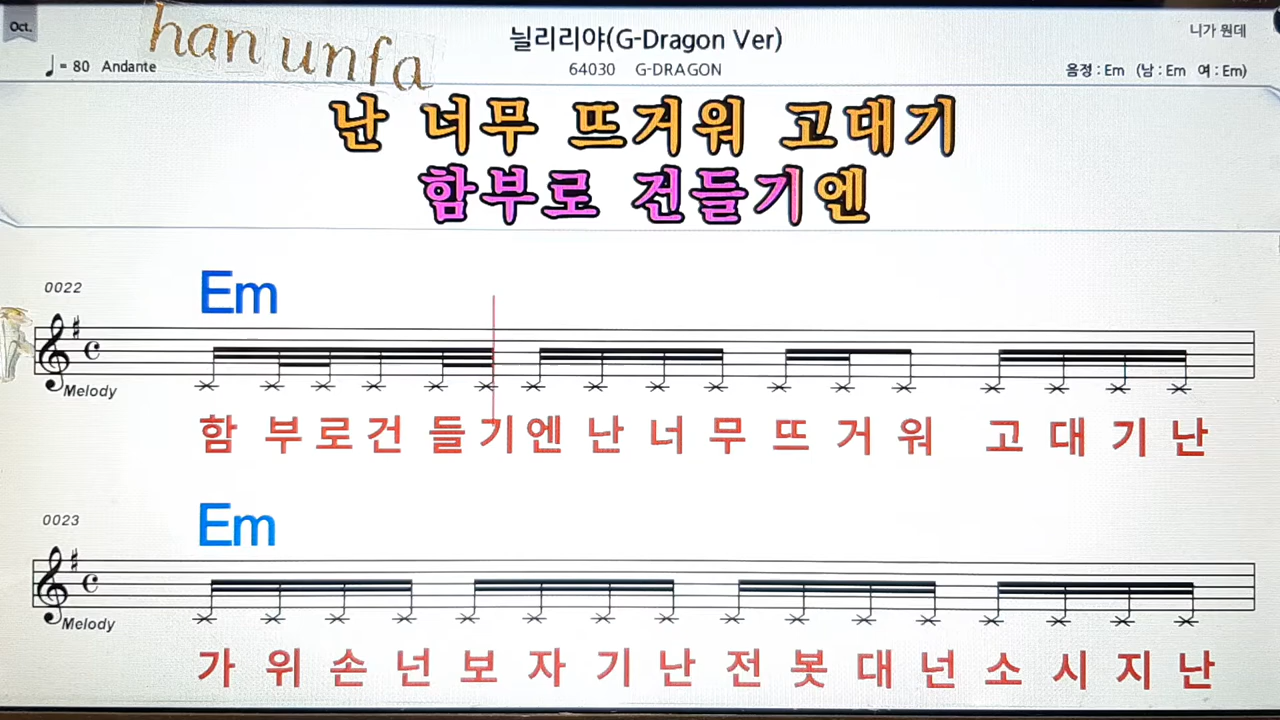 Oct.
han unfa
닐리리야(G-Dragon Ver)
니가 뭔데
♩= 80 Andante
64030 G-DRAGON
음정 : Em (남 : Em 여 : Em)
난 너무 뜨거워 고대기
함부로 건들기엔
0022
Em
Melody
함 부 로 건 들 기 엔 난 너 무 뜨 거 워 고 대 기 난
0023
Em
Melody
가 위 손 넌 보 자 기 난 전 봇 대 넌 소 시 지 난